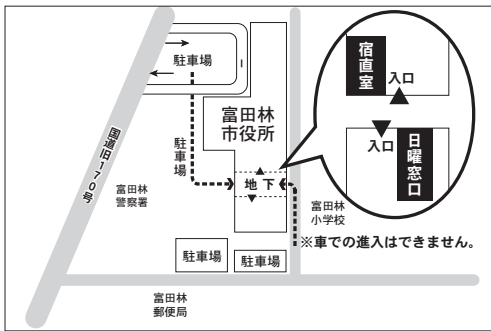 駐車場
宿直室
入口
富田林
市役所
駐車場
入口
日曜窓口
国道旧170号
富田林
警察署
地下
富田林
小学校
※車での進入はできません。
駐車場
駐車場
富田林
郵便局